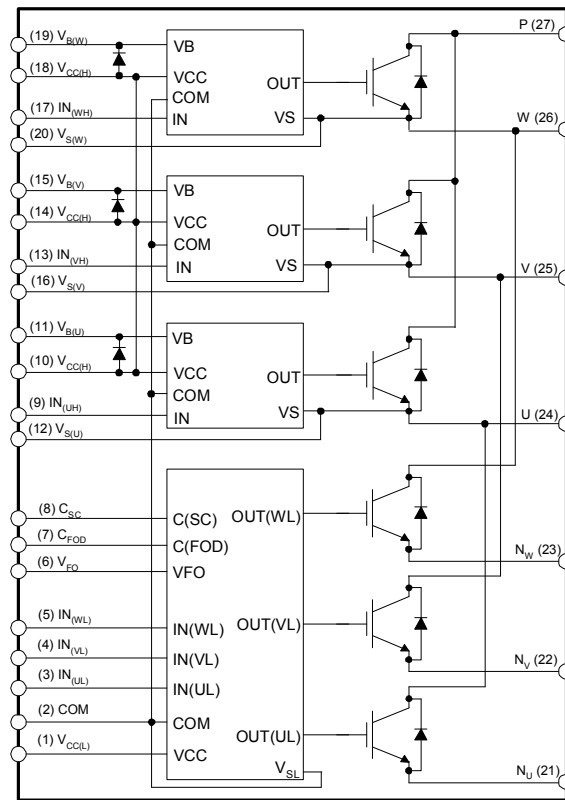 (19) VB(W)
(18) VCC(H)
(17) IN(WH)
(20) VS(W)
VB
VCC
COM
IN
OUT
VS
P (27)
W (26)
(15) VB(V)
(14) VCC(H)
(13) IN(VH)
(16) VS(V)
VB
VCC
COM
IN
OUT
VS
V (25)
(11) VB(U)
(10) VCC(H)
(9) IN(UH)
(12) VS(U)
VB
VCC
COM
IN
OUT
VS
U (24)
(8) CSC
(7) CFOD
(6) VFO
(5) IN(WL)
(4) IN(VL)
(3) IN(UL)
(2) COM
(1) VCC(L)
C(SC)
C(FOD)
VFO
IN(WL)
IN(VL)
IN(UL)
COM
VCC
OUT(WL)
OUT(VL)
OUT(UL)
VSL
NW (23)
NV (22)
NU (21)